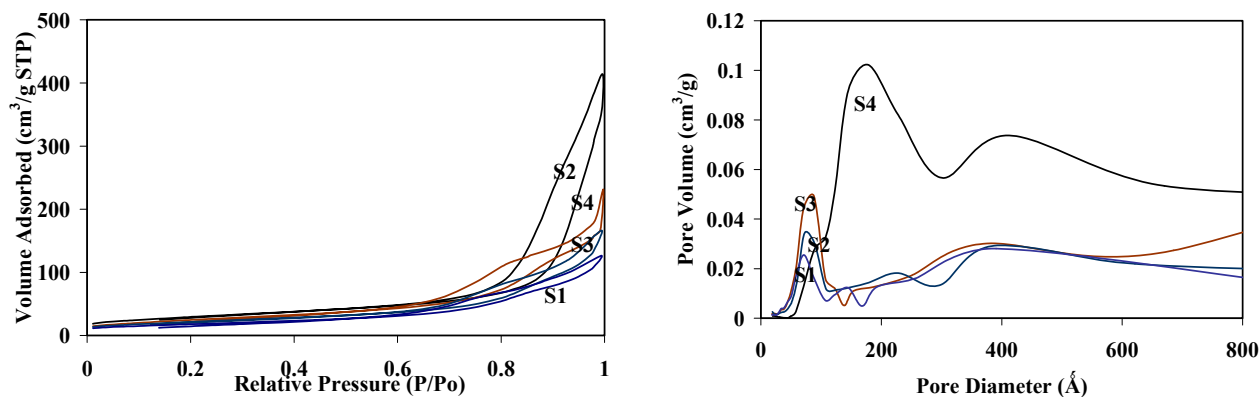 Volume Adsorbed (cm³/g STP)
500
400
300
200
100
0
S2
S4
S3
S1
0 0.2 0.4 0.6 0.8 1
Relative Pressure (P/Po)
Pore Volume (cm³/g)
0.12
0.1
0.08
0.06
0.04
0.02
0
S4
S3
S2
S1
0 200 400 600 800
Pore Diameter (Å)